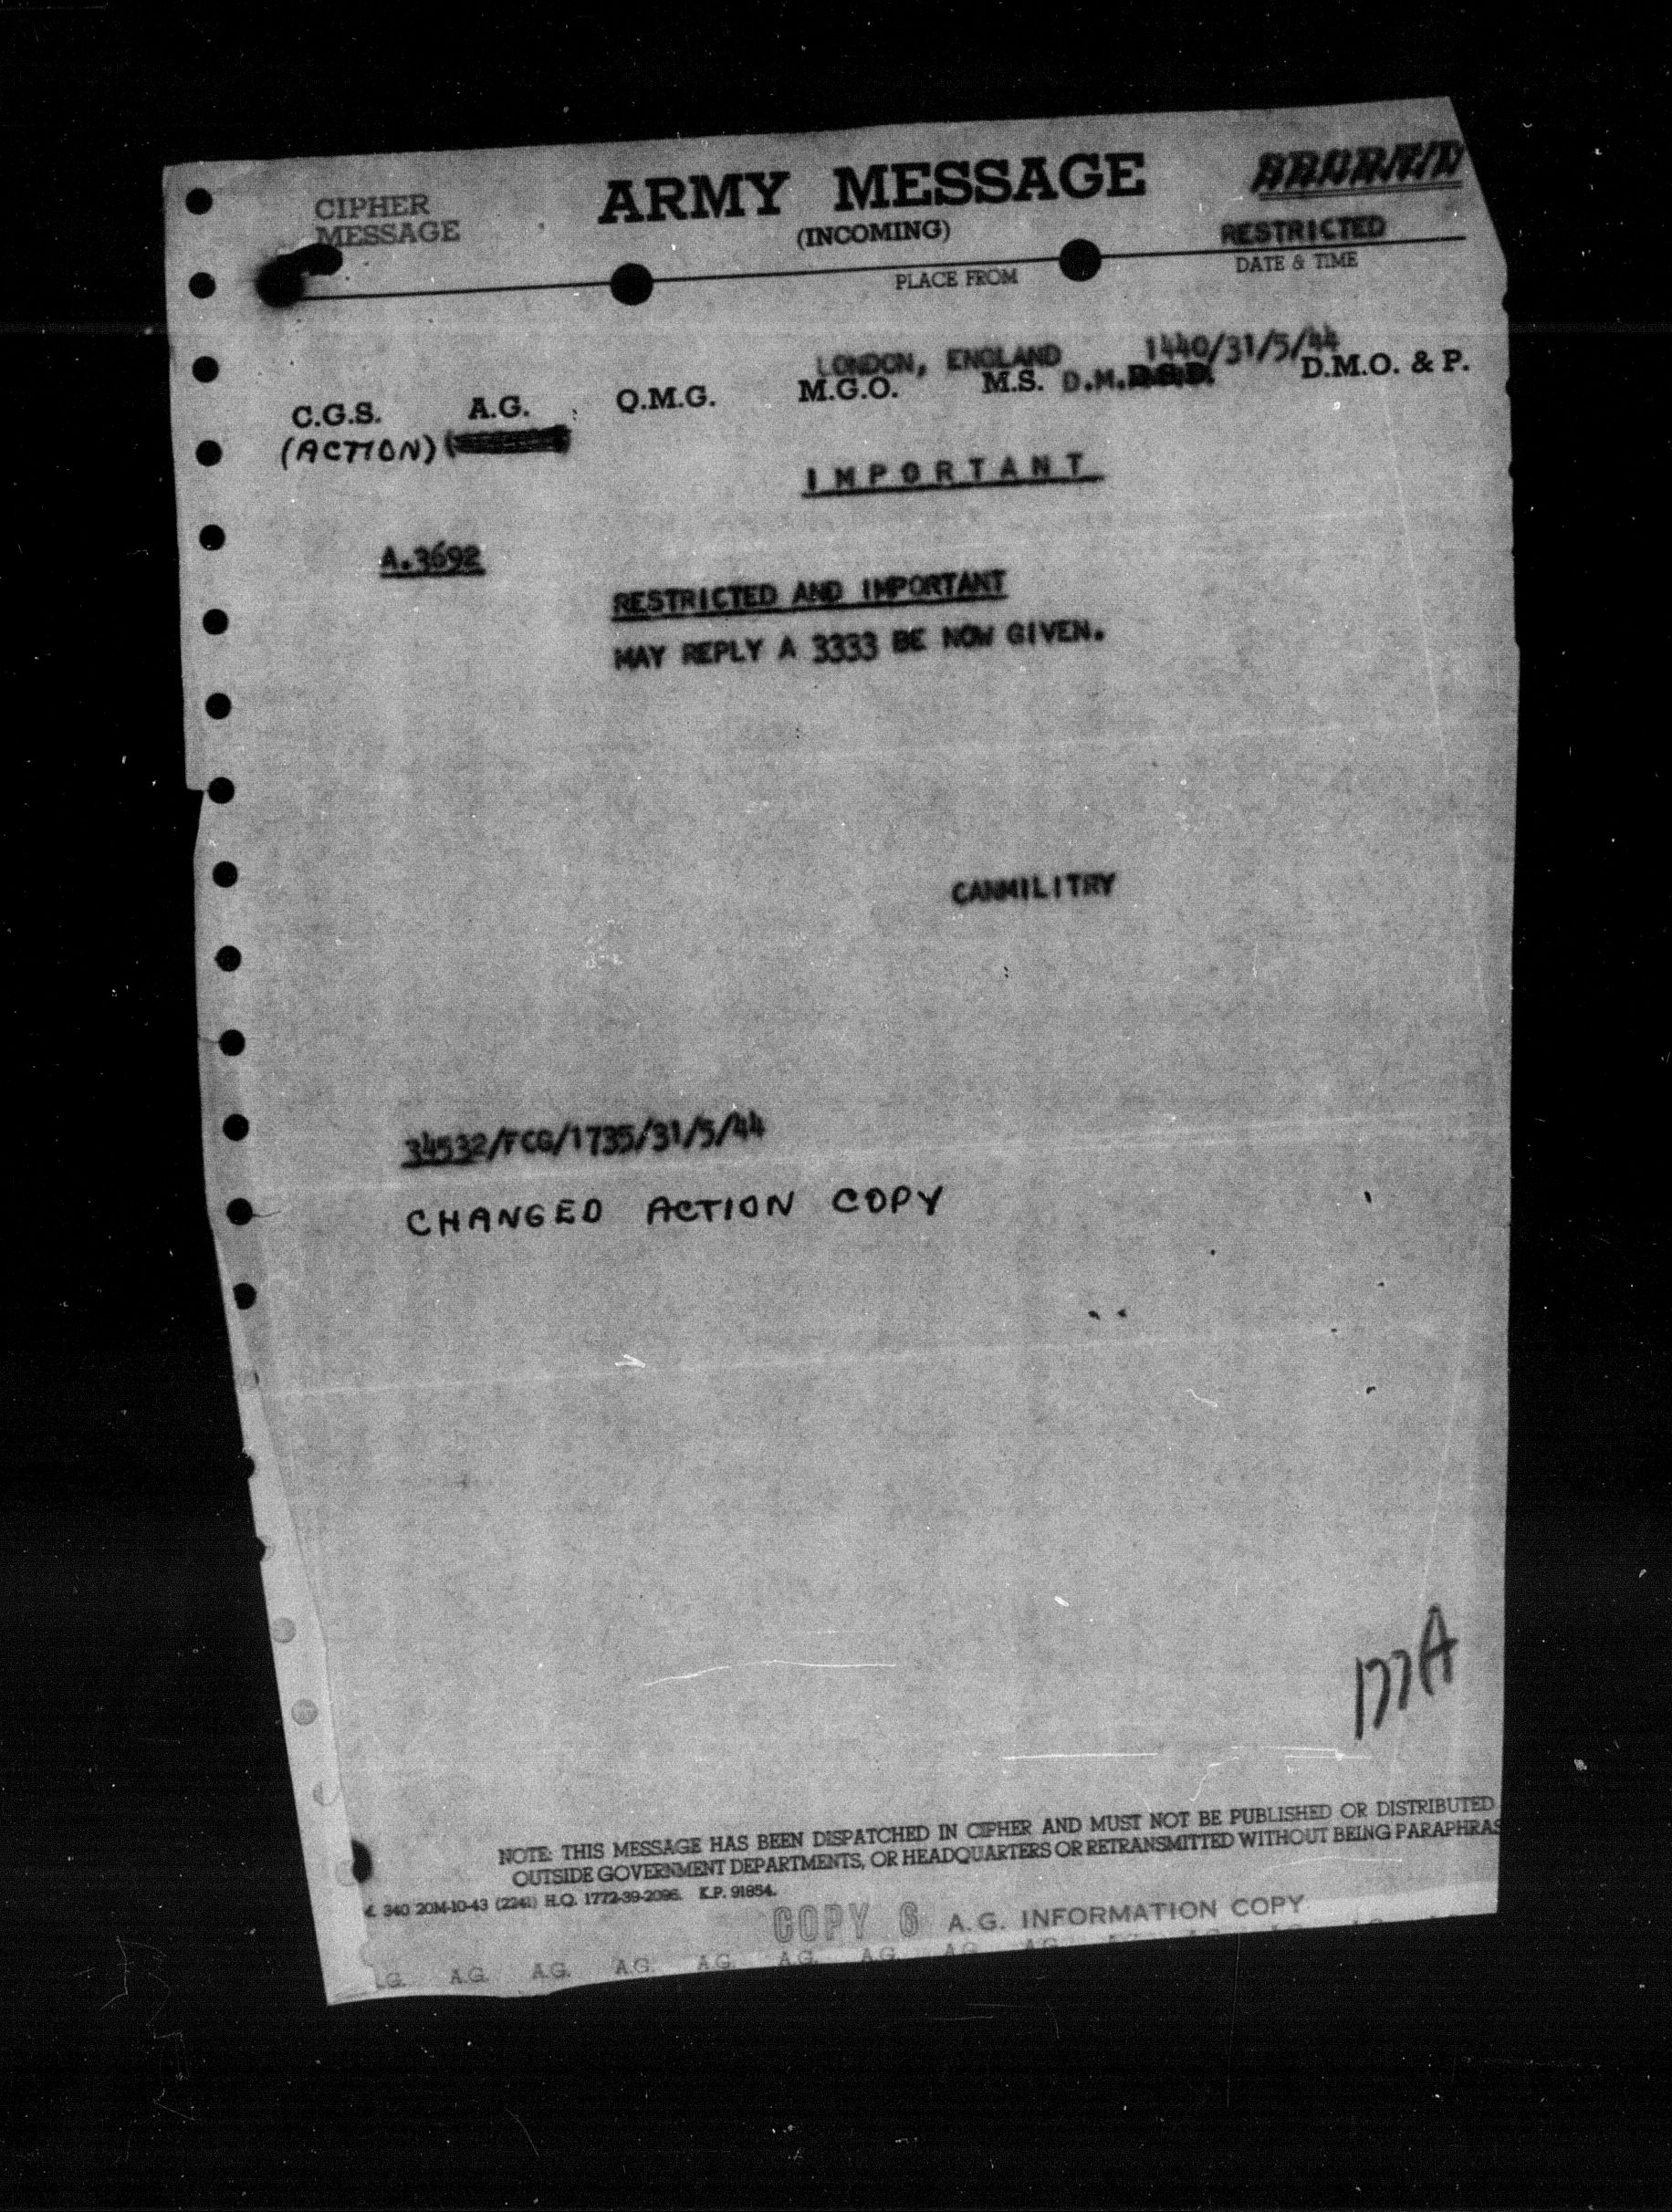 CIPHER
MESSAGE
ARMY MESSAGE
(INCOMING)
RESTRICTED
PLACE FROM
DATE & TIME
LONDON, ENGLAND 1440/31/5/44
C.G.S. A.G. Q.M.G. M.G.O. M.S. D.M. D.M.O. & P.
(ACTION)
IMPORTANT
A.3692
RESTRICTED AND IMPORTANT
MAY REPLY A 3333 BE NOW GIVEN.
CANMILITRY
34532/FCG/1735/31/5/44
CHANGED ACTION COPY
177A
NOTE: THIS MESSAGE HAS BEEN DISPATCHED IN CIPHER AND MUST NOT BE PUBLISHED OR DISTRIBUTED
OUTSIDE GOVERNMENT DEPARTMENTS, OR HEADQUARTERS OR RETRANSMITTED WITHOUT BEING PARAPHRAS
340 20M-10-43 (2241) H.Q. 1772-39-2096. K.P. 91854.
COPY 6 A.G. INFORMATION COPY
A.G. A.G. A.G. A.G. A.G. A.G. A.G. A.G.